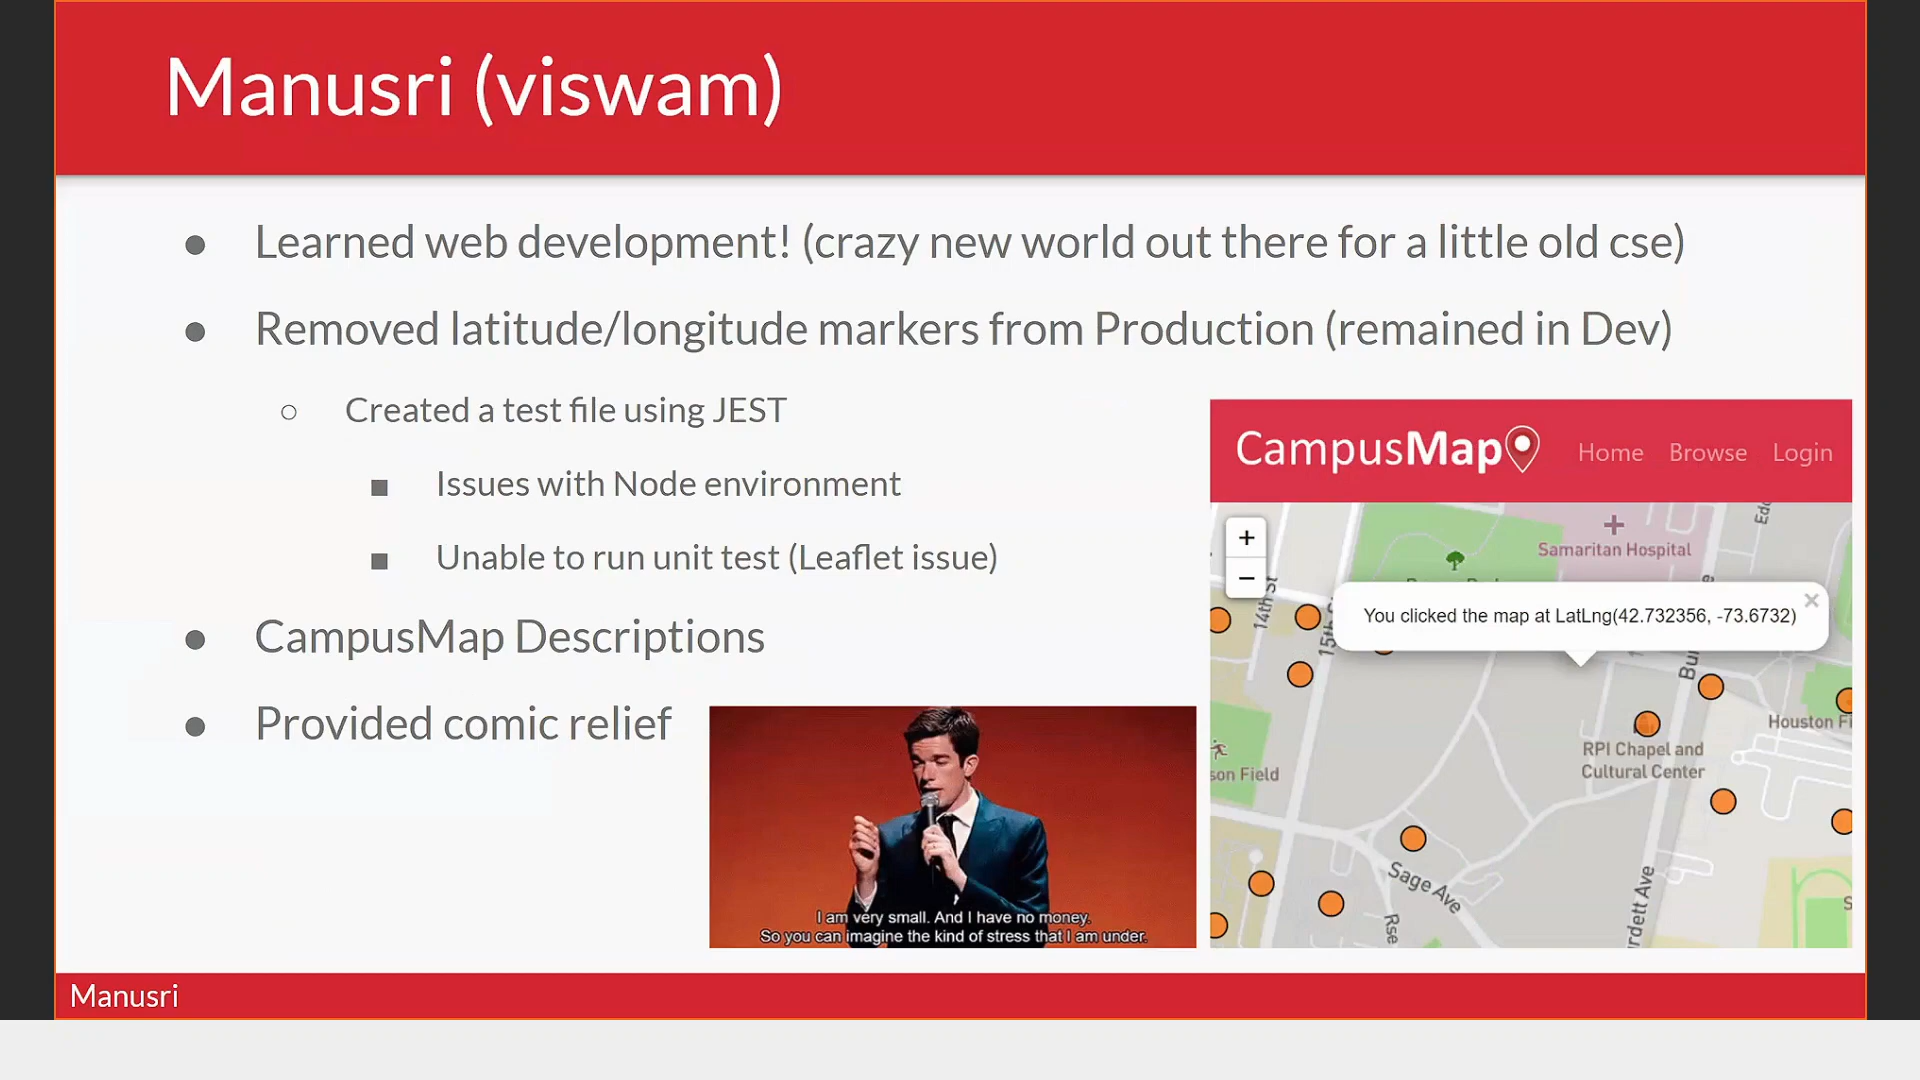 Manusri (viswam)
● Learned web development! (crazy new world out there for a little old cse)
● Removed latitude/longitude markers from Production (remained in Dev)
○ Created a test file using JEST
■ Issues with Node environment
■ Unable to run unit test (Leaflet issue)
● CampusMap Descriptions
● Provided comic relief
I am very small. And I have no money.
So you can imagine the kind of stress that I am under.
CampusMap Home Browse Login
+
−
Samaritan Hospital
14th St
15th
You clicked the map at LatLng(42.732356, -73.6732) ×
Houston Fi
RPI Chapel and
Cultural Center
son Field
Sage Ave
rdett Ave
Manusri